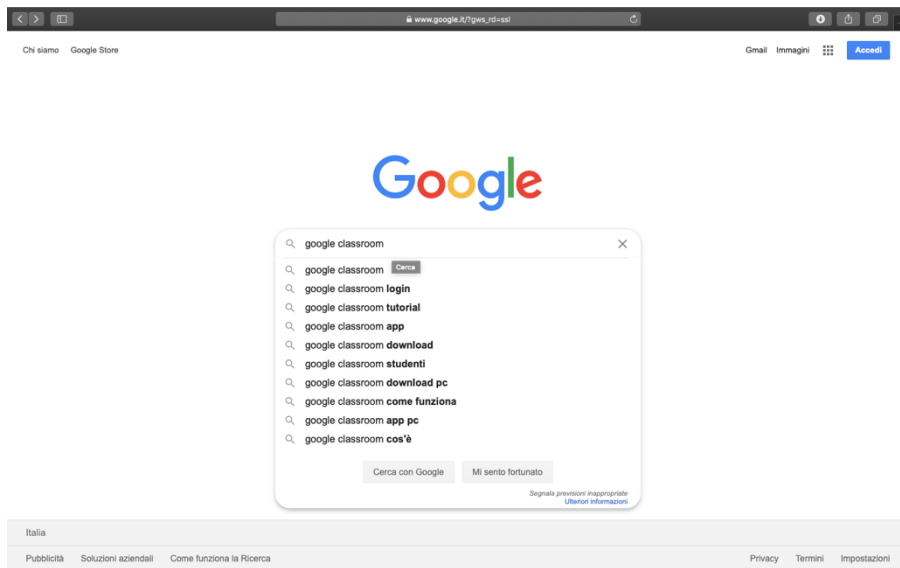 www.google.it/?gws_rd=ssl
Chi siamo Google Store
Gmail Immagini Accedi
Google
google classroom
Cerca
google classroom
google classroom login
google classroom tutorial
google classroom app
google classroom download
google classroom studenti
google classroom download pc
google classroom come funziona
google classroom app pc
google classroom cos'è
Cerca con Google Mi sento fortunato
Segnala previsioni inappropriate
Ulteriori informazioni
Italia
Pubblicità Soluzioni aziendali Come funziona la Ricerca
Privacy Termini Impostazioni